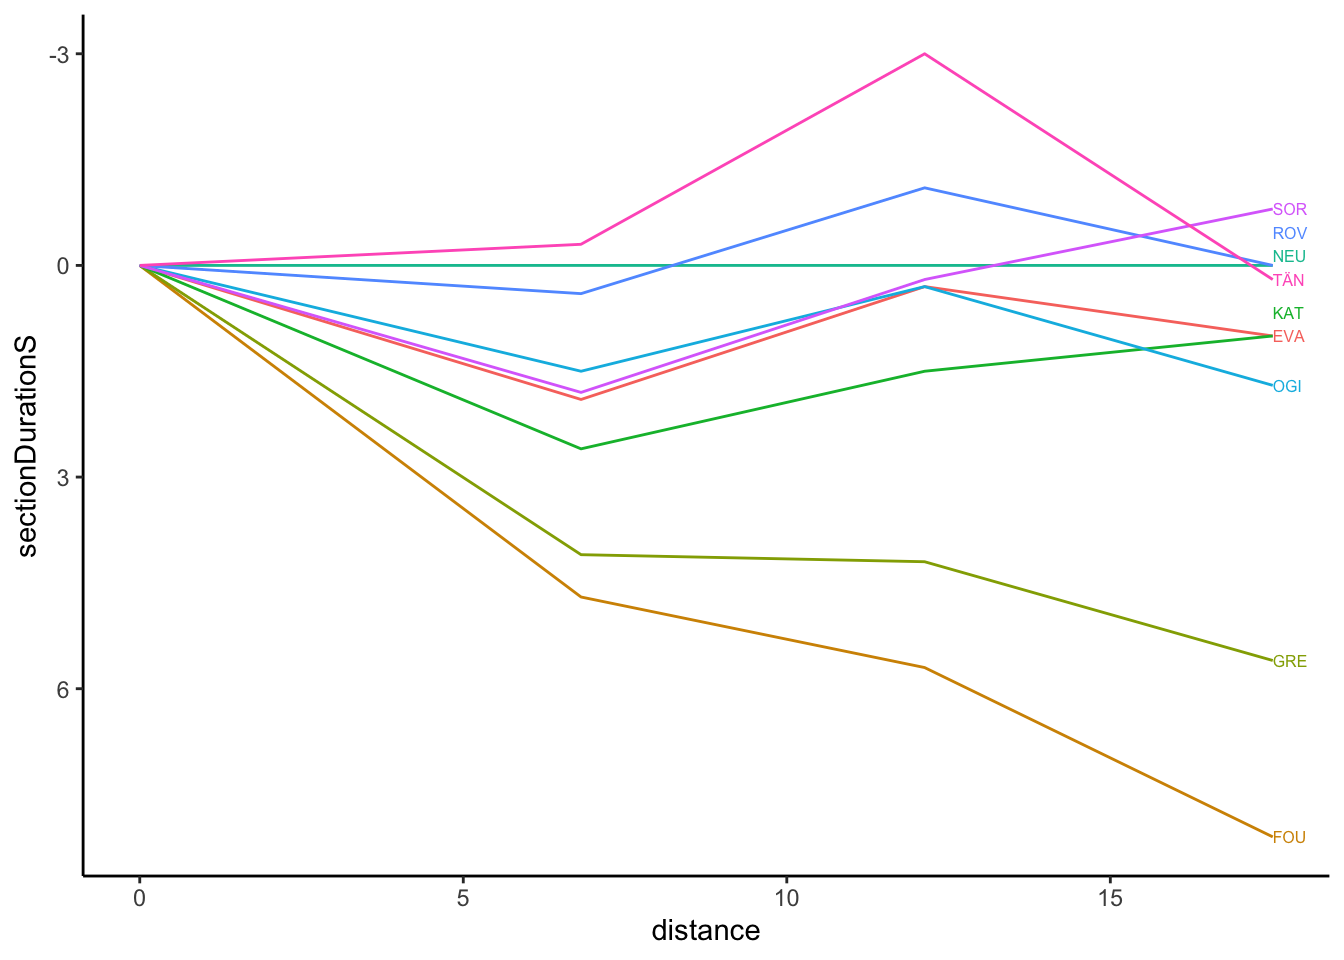 -3
0
3
6
sectionDurationS
SOR
ROV
NEU
TÄN
KAT
EVA
OGI
GRE
FOU
0 5 10 15
distance